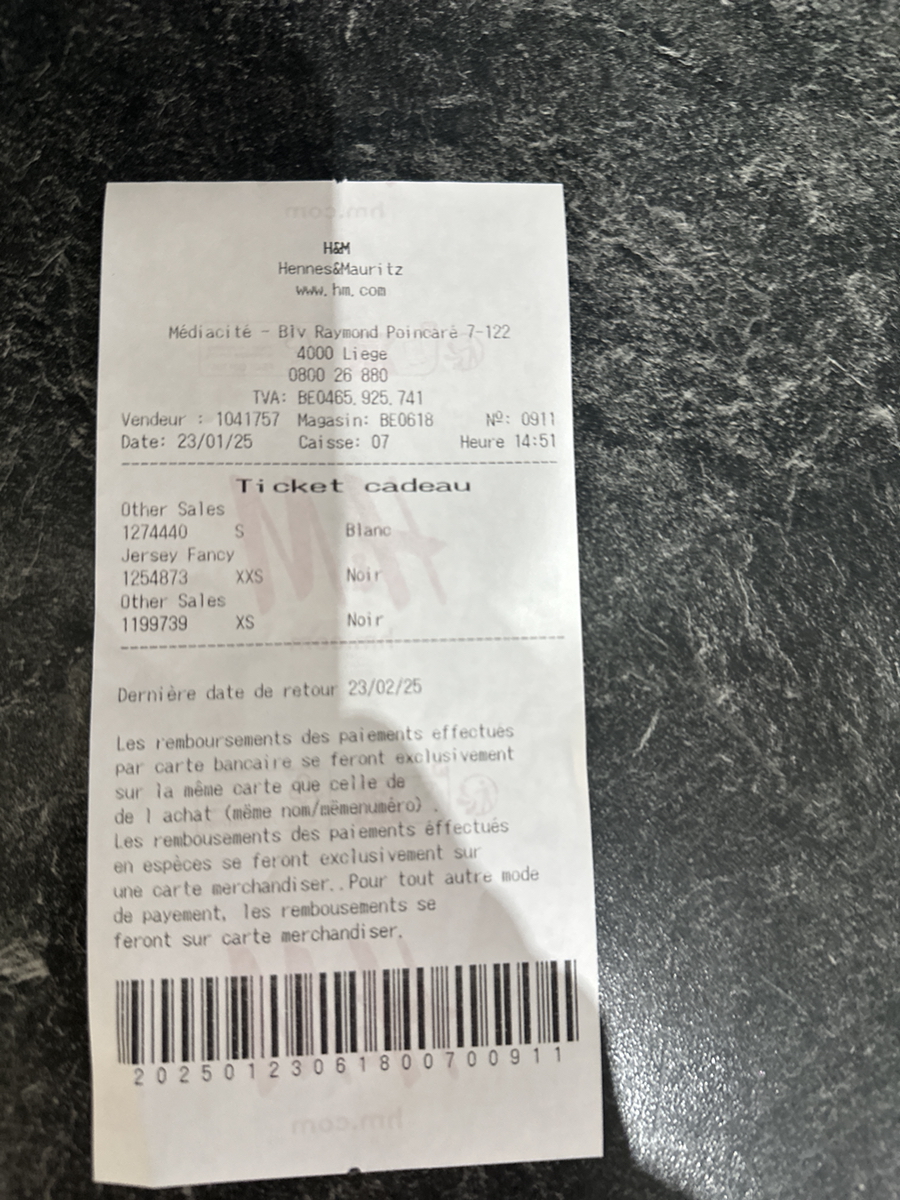 H&M
Hennes&Mauritz
www.hm.com
Médiacité - Blv Raymond Poincaré 7-122
4000 Liege
0800 26 880
TVA: BE0465.925.741
Vendeur : 1041757 Magasin: BE0618 Nº: 0911
Date: 23/01/25 Caisse: 07 Heure 14:51
Ticket cadeau
Other Sales
1274440 S Blanc
Jersey Fancy
1254873 XXS Noir
Other Sales
1199739 XS Noir
Dernière date de retour 23/02/25
Les remboursements des paiements effectués
par carte bancaire se feront exclusivement
sur la même carte que celle de
de l achat (même nom/mêmenuméro) .
Les rembousements des paiements éffectués
en espèces se feront exclusivement sur
une carte merchandiser..Pour tout autre mode
de payement, les rembousements se
feront sur carte merchandiser.
20250123061800700911
hm.com